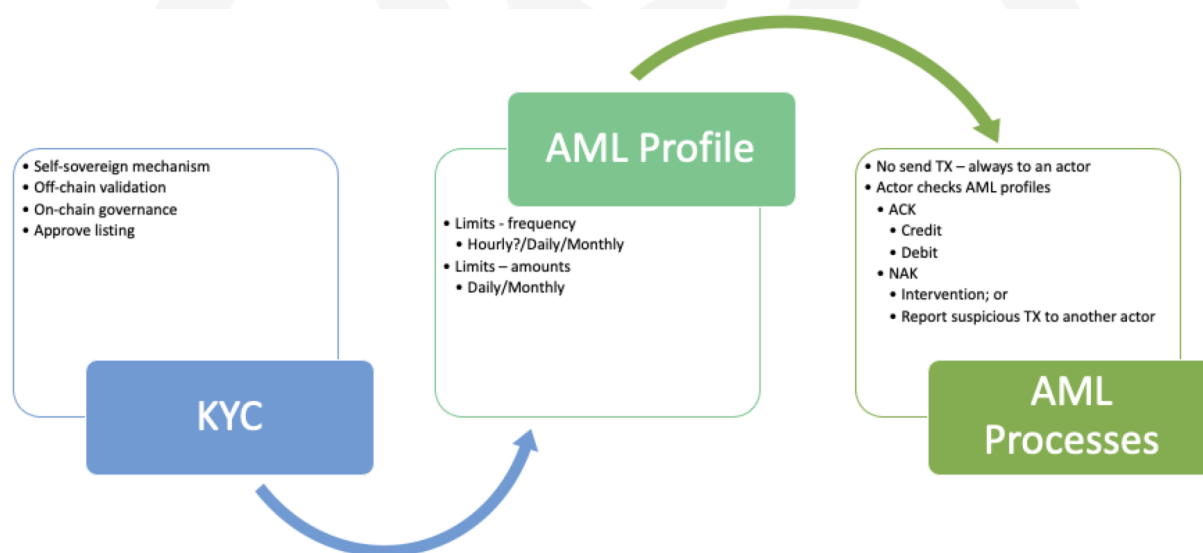 • Self-sovereign mechanism
• Off-chain validation
• On-chain governance
• Approve listing
KYC
AML Profile
• Limits - frequency
• Hourly?/Daily/Monthly
• Limits – amounts
• Daily/Monthly
• No send TX – always to an actor
• Actor checks AML profiles
• ACK
• Credit
• Debit
• NAK
• Intervention; or
• Report suspicious TX to another actor
AML
Processes